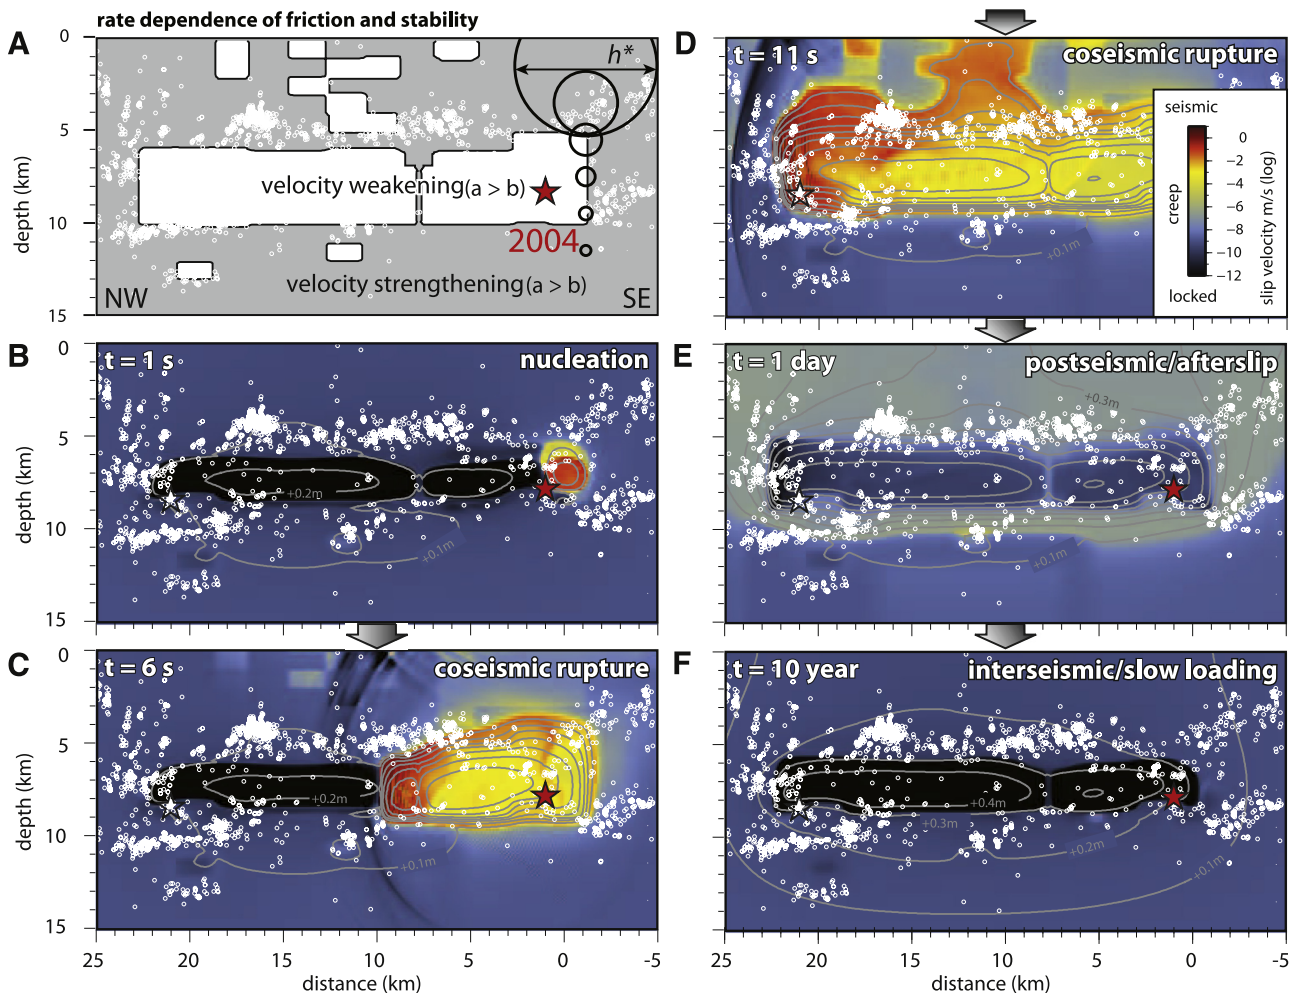 rate dependence of friction and stability
A
h*
velocity weakening(a > b)
2004
velocity strengthening(a > b)
NW
SE
0
5
10
15
depth (km)
B
t = 1 s
nucleation
+0.2m
+0.1m
0
5
10
15
depth (km)
C
t = 6 s
coseismic rupture
+0.2m
+0.1m
0
5
10
15
depth (km)
25 20 15 10 5 0 -5
distance (km)
D
t = 11 s
coseismic rupture
+0.1m
seismic
creep
locked
0
−2
−4
−6
−8
−10
−12
slip velocity m/s (log)
E
t = 1 day
postseismic/afterslip
+0.3m
+0.1m
F
t = 10 year
interseismic/slow loading
+0.4m
+0.3m
+0.2m
+0.1m
25 20 15 10 5 0 -5
distance (km)